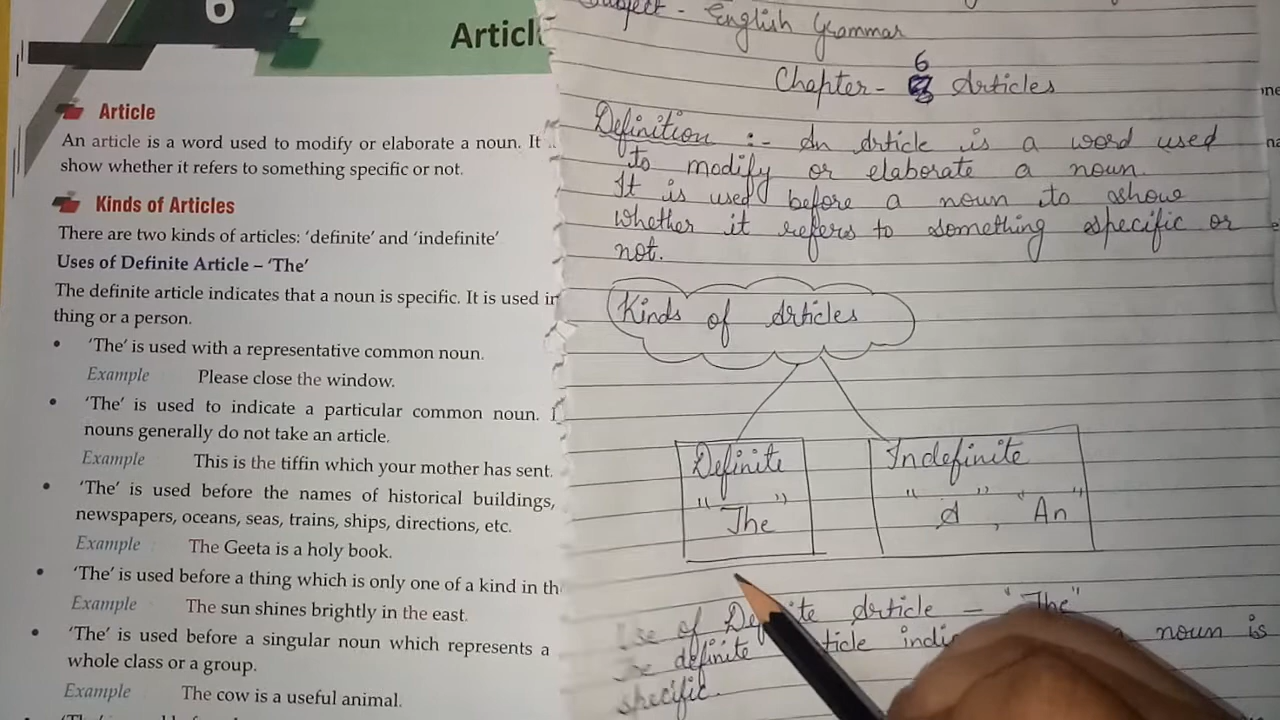 6
Article
An article is a word used to modify or elaborate a noun. It
show whether it refers to something specific or not.
Kinds of Articles
There are two kinds of articles: 'definite' and 'indefinite'
Uses of Definite Article – 'The'
The definite article indicates that a noun is specific. It is used in
thing or a person.
• 'The' is used with a representative common noun.
Example Please close the window.
• 'The' is used to indicate a particular common noun.
nouns generally do not take an article.
Example This is the tiffin which your mother has sent.
• 'The' is used before the names of historical buildings,
newspapers, oceans, seas, trains, ships, directions, etc.
Example The Geeta is a holy book.
• 'The' is used before a thing which is only one of a kind in th
Example The sun shines brightly in the east.
• 'The' is used before a singular noun which represents a
whole class or a group.
Example The cow is a useful animal.
Subject - English Grammar
Chapter - 6 Articles
Definition :- An Article is a word used
to modify or elaborate a noun.
It is used before a noun to show
whether it refers to something specific or
not.
Kinds of Articles
Definite
"The"
Indefinite
"A", "An"
Use of Definite Article – "The"
definite article noun is
specific.